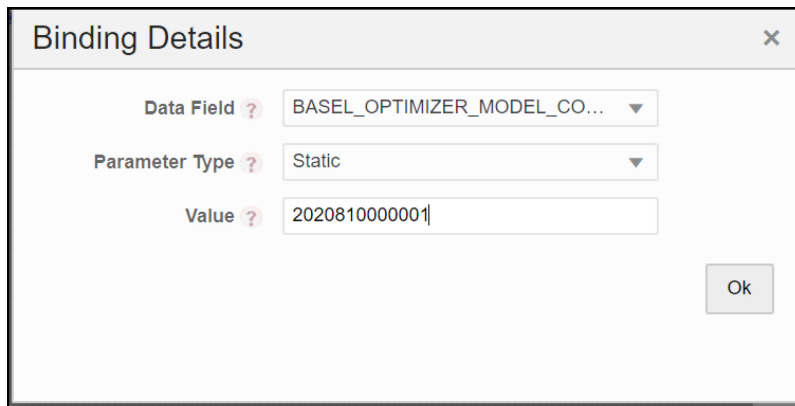 Binding Details ×
Data Field ? BASEL_OPTIMIZER_MODEL_CO...
Parameter Type ? Static
Value ? 2020810000001
Ok